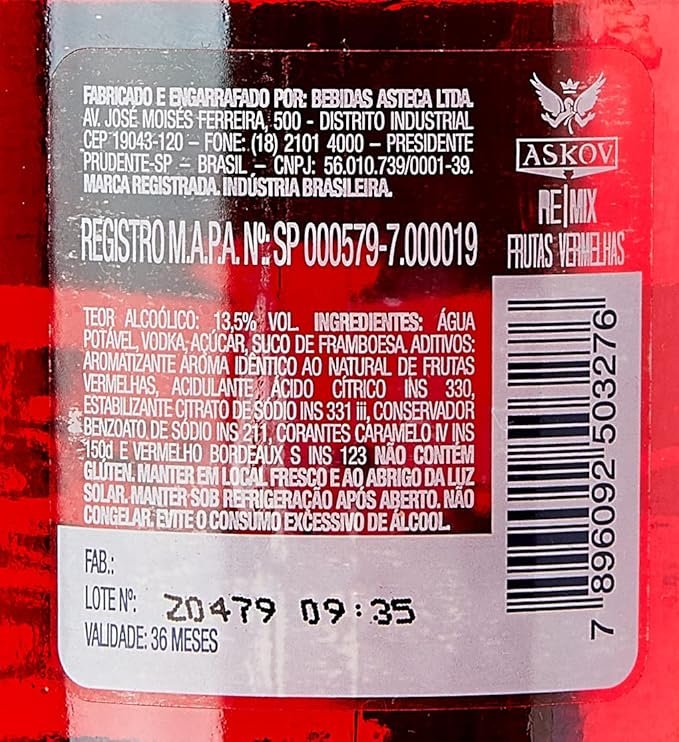 FABRICADO E ENGARRAFADO POR: BEBIDAS ASTECA LTDA.
AV. JOSÉ MOISÉS FERREIRA, 500 - DISTRITO INDUSTRIAL
CEP 19043-120 – FONE: (18) 2101 4000 – PRESIDENTE
PRUDENTE-SP – BRASIL – CNPJ: 56.010.739/0001-39.
MARCA REGISTRADA. INDÚSTRIA BRASILEIRA.
REGISTRO M.A.P.A. Nº.: SP 000579-7.000019
TEOR ALCOÓLICO: 13,5% VOL. INGREDIENTES: ÁGUA
POTÁVEL, VODKA, AÇÚCAR, SUCO DE FRAMBOESA. ADITIVOS:
AROMATIZANTE AROMA IDÊNTICO AO NATURAL DE FRUTAS
VERMELHAS, ACIDULANTE ÁCIDO CÍTRICO INS 330,
ESTABILIZANTE CITRATO DE SÓDIO INS 331 iii, CONSERVADOR
BENZOATO DE SÓDIO INS 211, CORANTES CARAMELO IV INS
150d E VERMELHO BORDEAUX S INS 123 NÃO CONTÉM
GLÚTEN. MANTER EM LOCAL FRESCO E AO ABRIGO DA LUZ
SOLAR. MANTER SOB REFRIGERAÇÃO APÓS ABERTO. NÃO
CONGELAR. EVITE O CONSUMO EXCESSIVO DE ÁLCOOL.
FAB.:
LOTE Nº: Z0479 09:35
VALIDADE: 36 MESES
ASKOV
RE|MIX
FRUTAS VERMELHAS
7 896092 503276